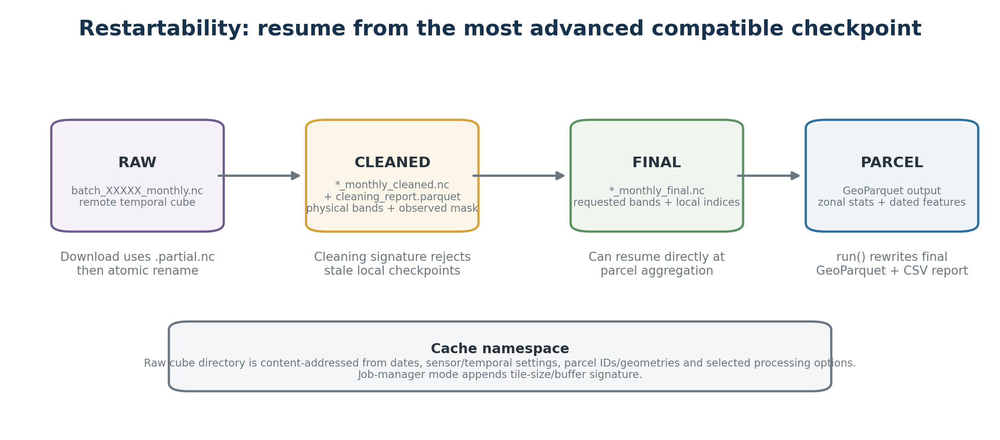 Restartability: resume from the most advanced compatible checkpoint
RAW
batch_XXXXX_monthly.nc
remote temporal cube
Download uses .partial.nc
then atomic rename
CLEANED
*_monthly_cleaned.nc
+ cleaning_report.parquet
physical bands + observed mask
Cleaning signature rejects
stale local checkpoints
FINAL
*_monthly_final.nc
requested bands + local indices
Can resume directly at
parcel aggregation
PARCEL
GeoParquet output
zonal stats + dated features
run() rewrites final
GeoParquet + CSV report
Cache namespace
Raw cube directory is content-addressed from dates, sensor/temporal settings, parcel IDs/geometries and selected processing options.
Job-manager mode appends tile-size/buffer signature.